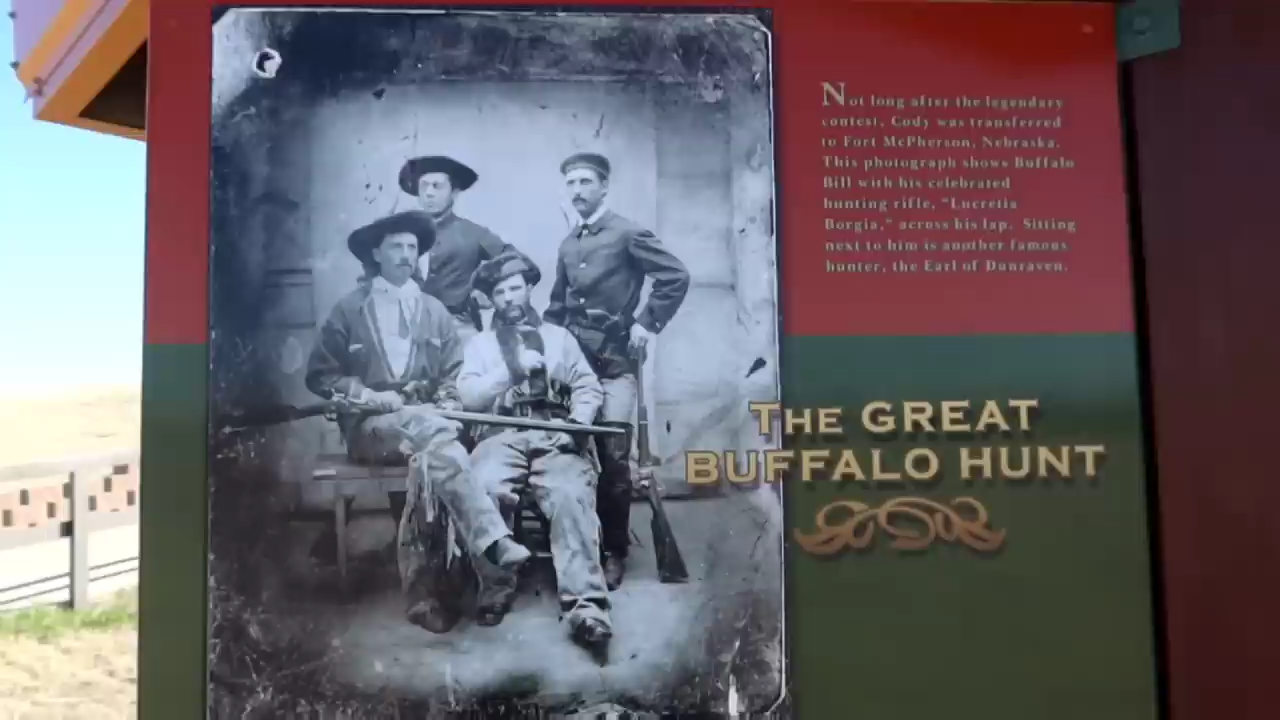 Not long after the legendary
contest, Cody was transferred
to Fort McPherson, Nebraska.
This photograph shows Buffalo
Bill with his celebrated
hunting rifle, "Lucretia
Borgia," across his lap. Sitting
next to him is another famous
hunter, the Earl of Dunraven.
THE GREAT
BUFFALO HUNT